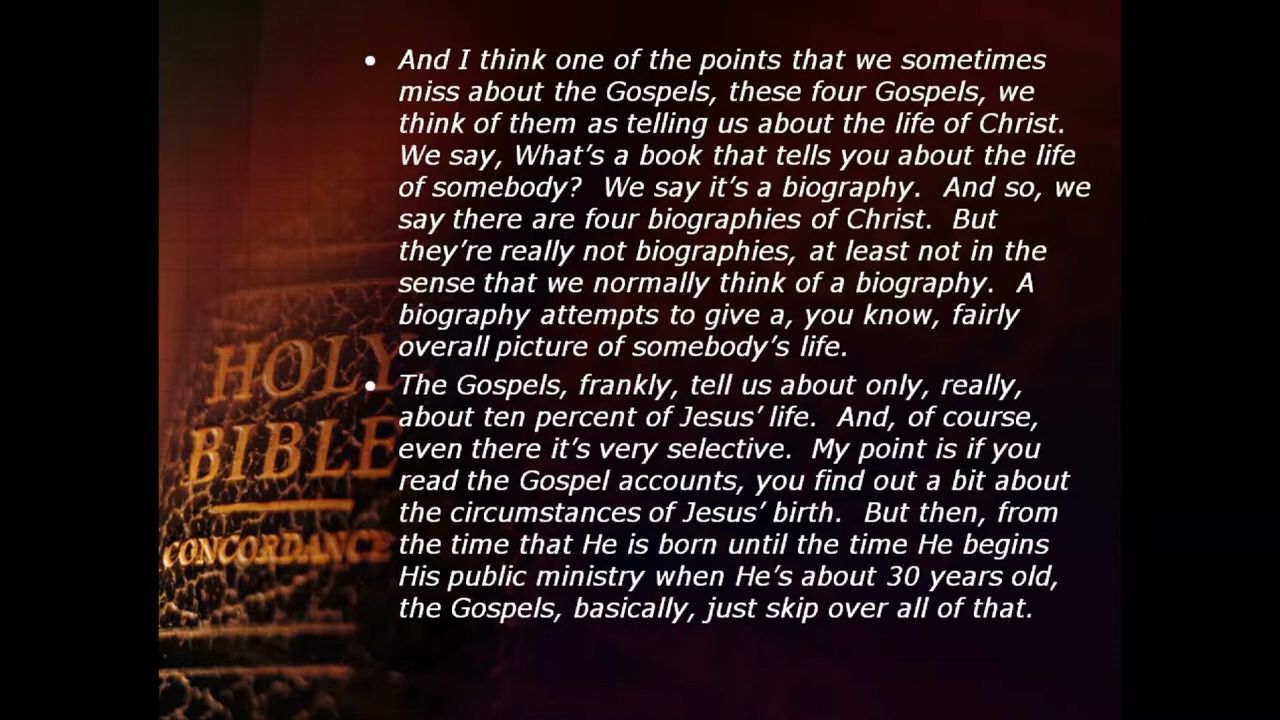 • And I think one of the points that we sometimes
miss about the Gospels, these four Gospels, we
think of them as telling us about the life of Christ.
We say, What’s a book that tells you about the life
of somebody?  We say it’s a biography.  And so, we
say there are four biographies of Christ.  But
they’re really not biographies, at least not in the
sense that we normally think of a biography.  A
biography attempts to give a, you know, fairly
overall picture of somebody’s life.
• The Gospels, frankly, tell us about only, really,
about ten percent of Jesus’ life.  And, of course,
even there it’s very selective.  My point is if you
read the Gospel accounts, you find out a bit about
the circumstances of Jesus’ birth.  But then, from
the time that He is born until the time He begins
His public ministry when He’s about 30 years old,
the Gospels, basically, just skip over all of that.
HOLY
BIBLE
CONCORDANCE